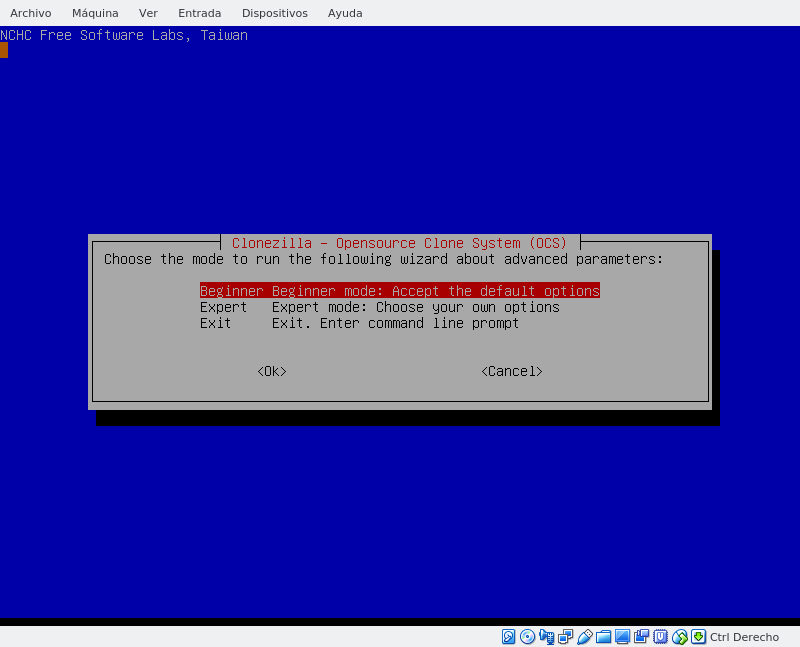 Archivo Máquina Ver Entrada Dispositivos Ayuda
NCHC Free Software Labs, Taiwan
Clonezilla – Opensource Clone System (OCS)
Choose the mode to run the following wizard about advanced parameters:
Beginner Beginner mode: Accept the default options
Expert Expert mode: Choose your own options
Exit Exit. Enter command line prompt
<Ok> <Cancel>
Ctrl Derecho